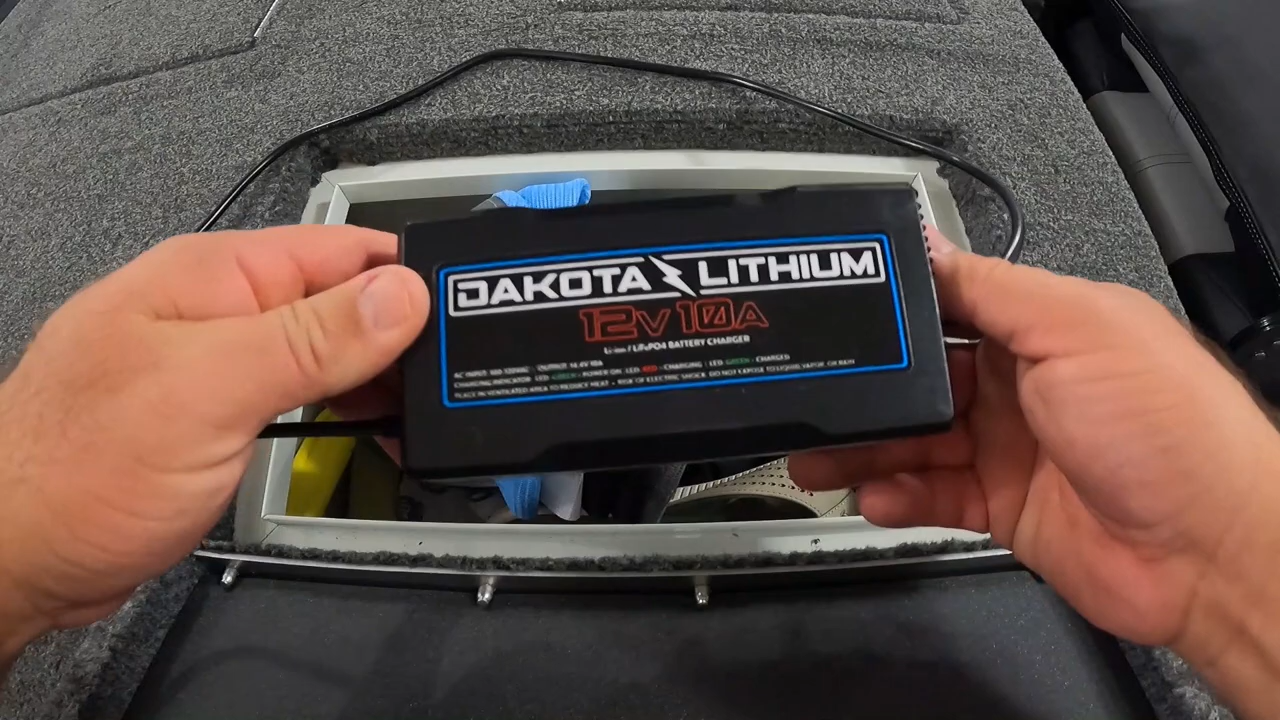 DAKOTA LITHIUM
12V 10A
Li-ion / LiFePO4 BATTERY CHARGER
AC INPUT: 100-120VAC OUTPUT: 14.4V 10A
CHARGING INDICATOR LED GREEN - POWER ON LED RED - CHARGING LED GREEN - CHARGED
PLACE IN VENTILATED AREA TO REDUCE HEAT • RISK OF ELECTRIC SHOCK. DO NOT EXPOSE TO LIQUID, VAPOR, OR RAIN